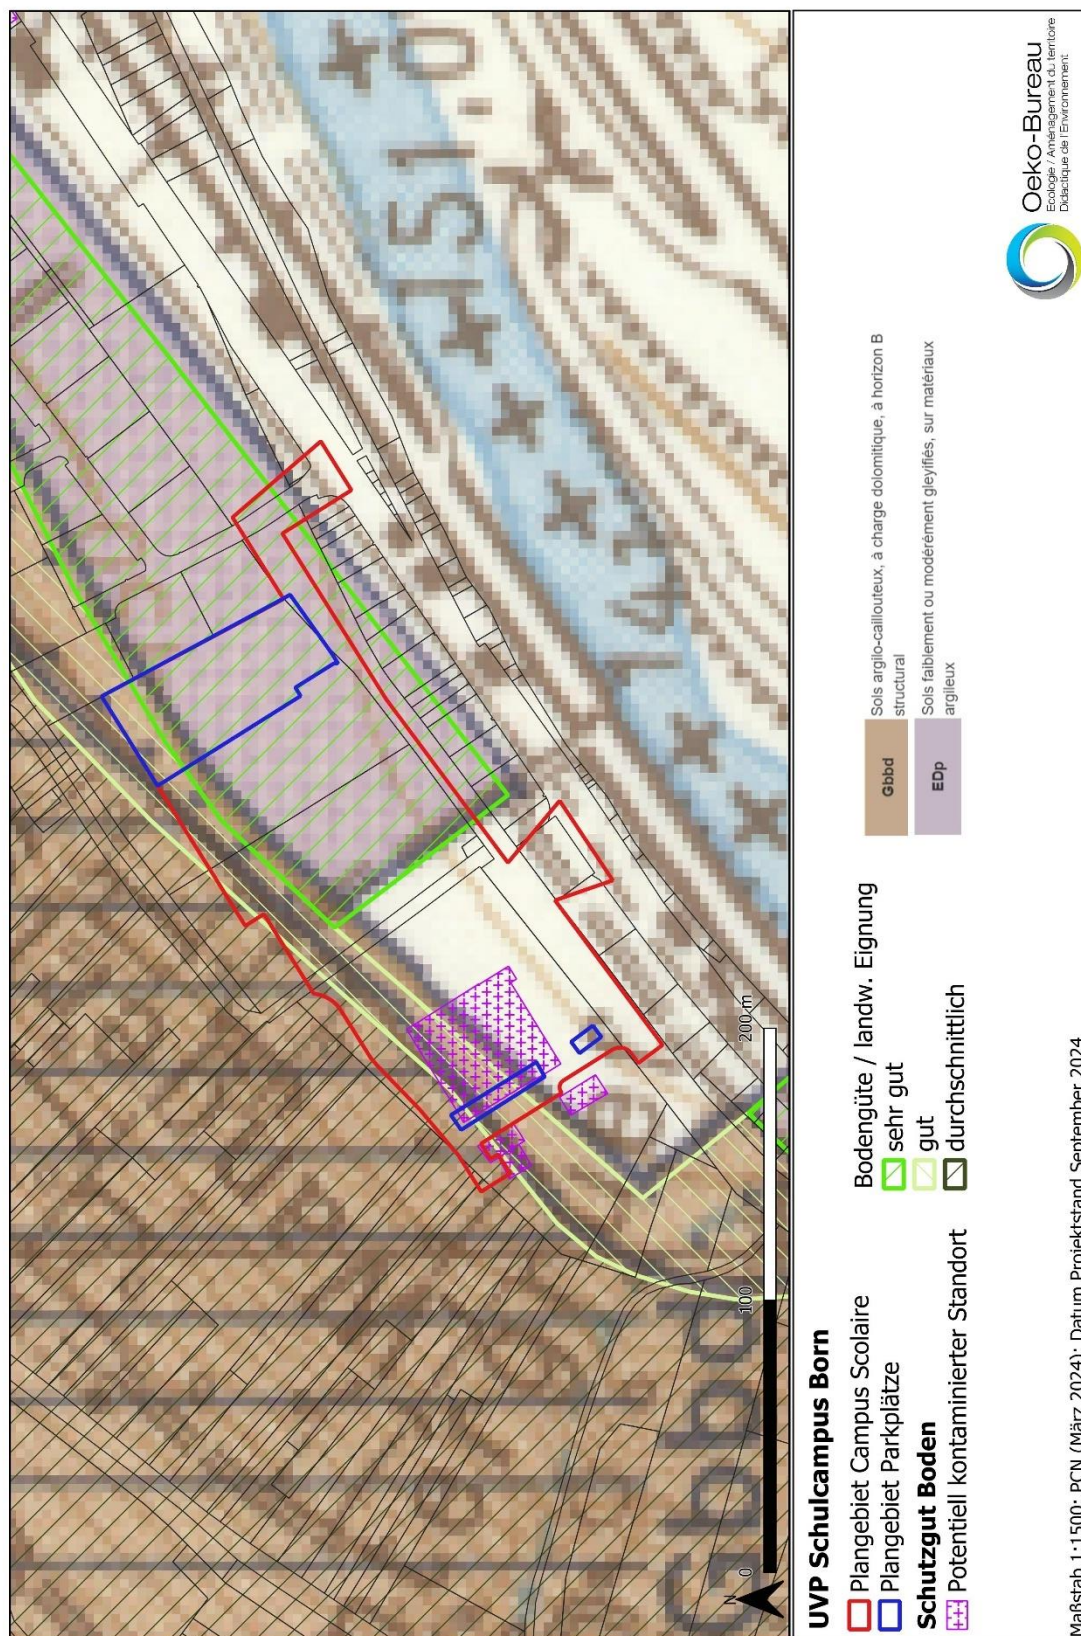 Gbbd
N
0
100
200 m
UVP Schulcampus Born
Plangebiet Campus Scolaire
Plangebiet Parkplätze
Schutzgut Boden
Potentiell kontaminierter Standort
Bodengüte / landw. Eignung
sehr gut
gut
durchschnittlich
Gbbd
Sols argilo-caillouteux, à charge dolomitique, à horizon B
structural
EDp
Sols faiblement ou modérément gleyifiés, sur matériaux
argileux
Oeko-Bureau
Ecologie / Aménagement du territoire
Didactique de l'Environnement
Maßstab 1:1500; PCN (März 2024); Datum Projektstand September 2024